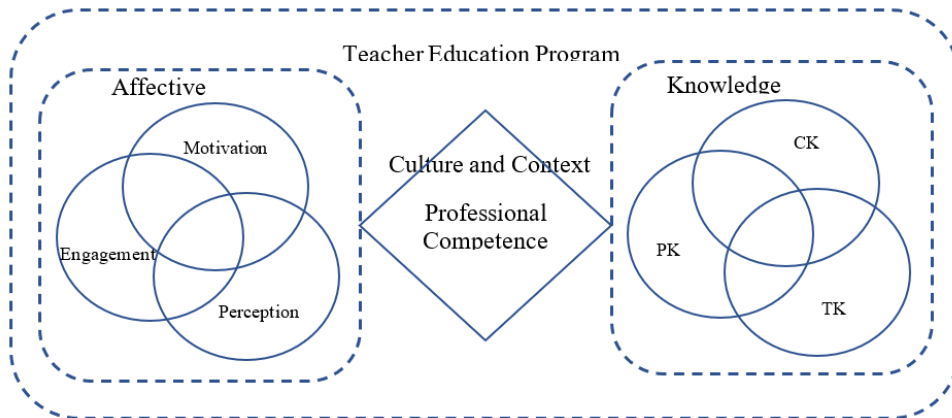 Teacher Education Program
Affective
Motivation
Engagement
Perception
Culture and Context
Professional
Competence
Knowledge
CK
PK
TK